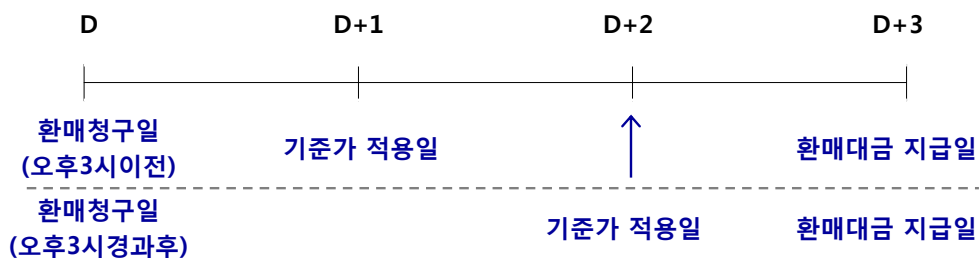 D D+1 D+2 D+3
환매청구일
(오후3시이전)
기준가 적용일
환매대금 지급일
환매청구일
(오후3시경과후)
기준가 적용일
환매대금 지급일